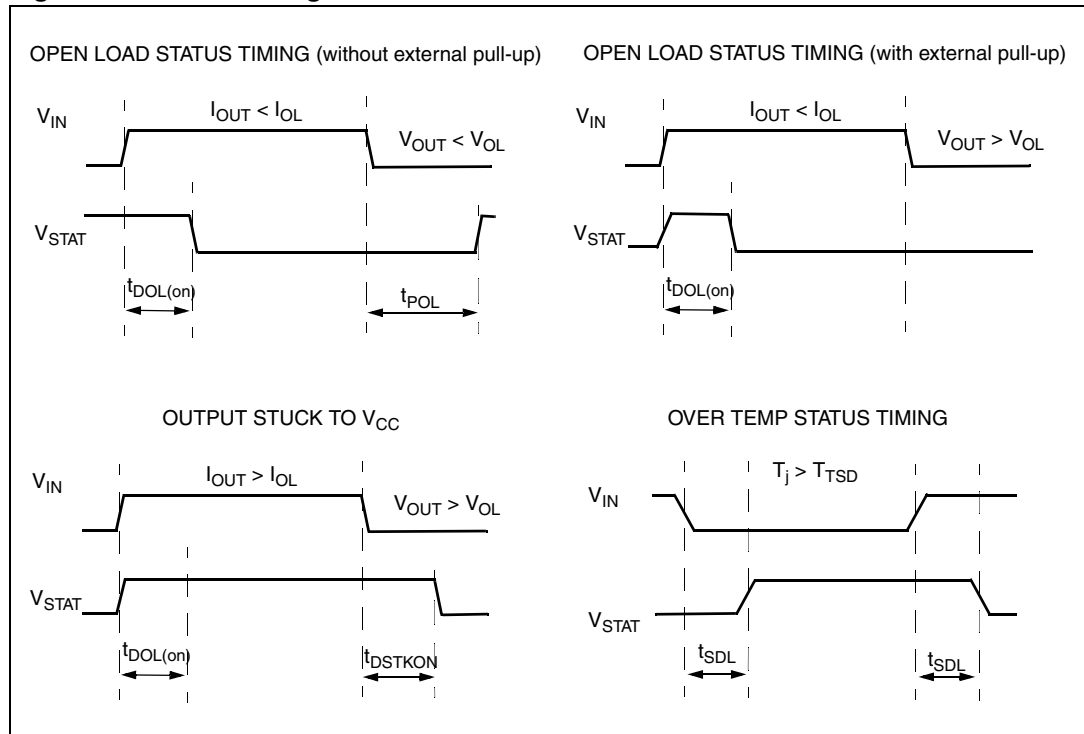 OPEN LOAD STATUS TIMING (without external pull-up)
V_IN
I_OUT < I_OL
V_OUT < V_OL
V_STAT
t_DOL(on)
t_POL
OPEN LOAD STATUS TIMING (with external pull-up)
V_IN
I_OUT < I_OL
V_OUT > V_OL
V_STAT
t_DOL(on)
OUTPUT STUCK TO V_CC
V_IN
I_OUT > I_OL
V_OUT > V_OL
V_STAT
t_DOL(on)
t_DSTKON
OVER TEMP STATUS TIMING
V_IN
T_j > T_TSD
V_STAT
t_SDL
t_SDL